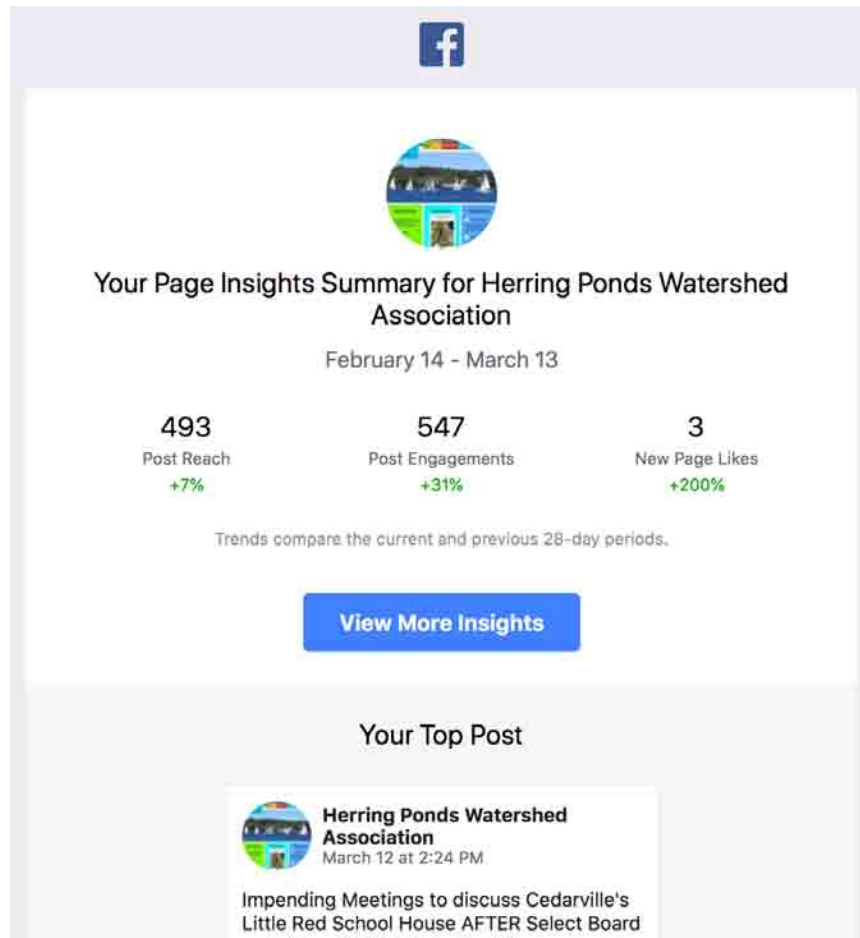 Your Page Insights Summary for Herring Ponds Watershed
Association
February 14 - March 13
493 547 3
Post Reach Post Engagements New Page Likes
+7% +31% +200%
Trends compare the current and previous 28-day periods.
View More Insights
Your Top Post
Herring Ponds Watershed
Association
March 12 at 2:24 PM
Impending Meetings to discuss Cedarville's
Little Red School House AFTER Select Board